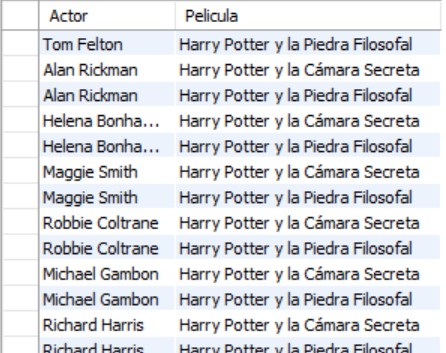 Actor Pelicula
Tom Felton Harry Potter y la Piedra Filosofal
Alan Rickman Harry Potter y la Cámara Secreta
Alan Rickman Harry Potter y la Piedra Filosofal
Helena Bonha... Harry Potter y la Cámara Secreta
Helena Bonha... Harry Potter y la Piedra Filosofal
Maggie Smith Harry Potter y la Cámara Secreta
Maggie Smith Harry Potter y la Piedra Filosofal
Robbie Coltrane Harry Potter y la Cámara Secreta
Robbie Coltrane Harry Potter y la Piedra Filosofal
Michael Gambon Harry Potter y la Cámara Secreta
Michael Gambon Harry Potter y la Piedra Filosofal
Richard Harris Harry Potter y la Cámara Secreta
Richard Harris Harry Potter y la Piedra Filosofal